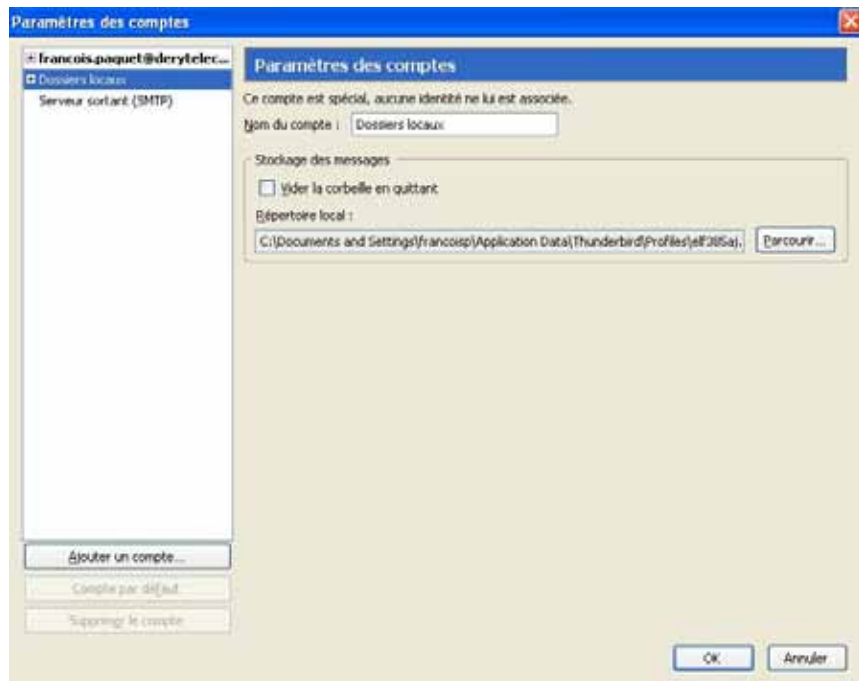 Paramètres des comptes
francois.paquet@derytelec...
Dossiers locaux
Serveur sortant (SMTP)
Ajouter un compte...
Compte par défaut
Supprimer le compte
Paramètres des comptes
Ce compte est spécial, aucune identité ne lui est associée.
Nom du compte : Dossiers locaux
Stockage des messages
Vider la corbeille en quittant
Répertoire local :
C:\Documents and Settings\francoisp\Application Data\Thunderbird\Profiles\ Parcourir...
OK Annuler